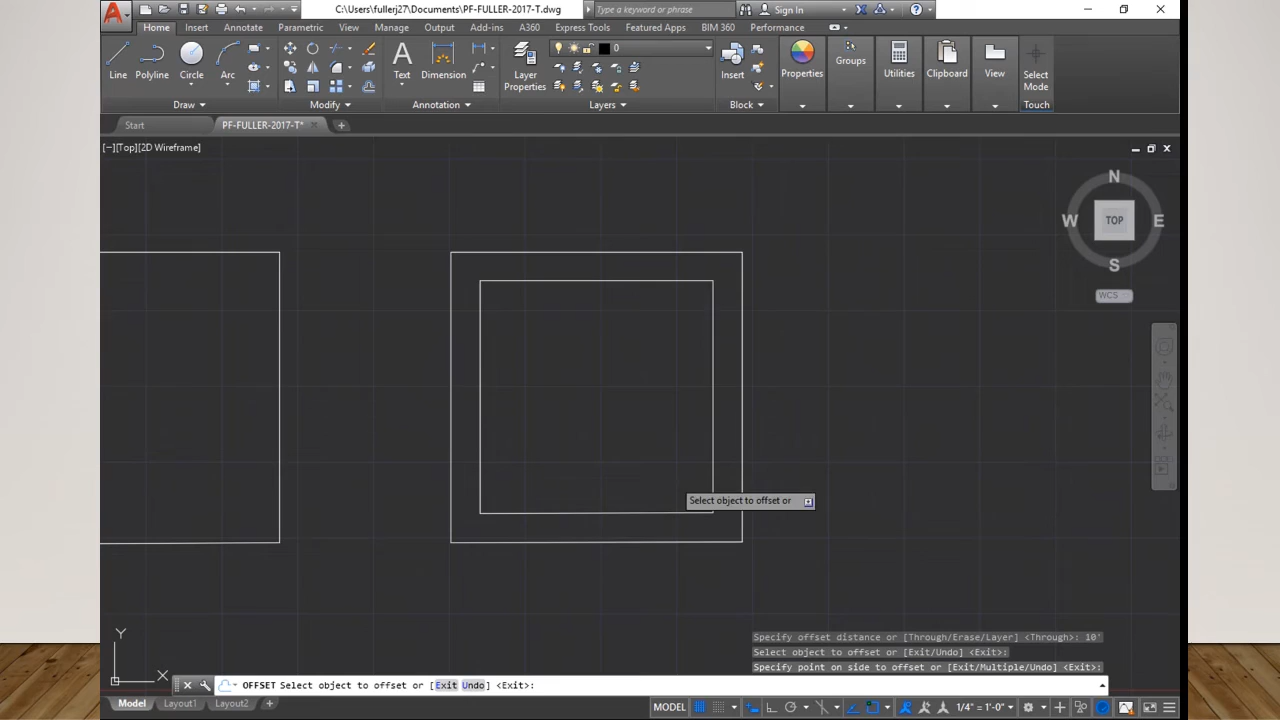 C:\Users\fullerj27\Documents\PF-FULLER-2017-T.dwg
Type a keyword or phrase
Sign In
Home Insert Annotate Parametric View Manage Output Add-ins A360 Express Tools Featured Apps BIM 360 Performance
0
Line Polyline Circle Arc Text Dimension Layer Properties Insert Properties Groups Utilities Clipboard View Select Mode
Draw Modify Annotation Layers Block Touch
Start PF-FULLER-2017-T*
[−][Top][2D Wireframe]
N
W TOP E
S
WCS
Select object to offset or
Specify offset distance or [Through/Erase/Layer] <Through>: 10'
Select object to offset or [Exit/Undo] <Exit>:
Y
Specify point on side to offset or [Exit/Multiple/Undo] <Exit>:
X
OFFSET Select object to offset or [Exit Undo] <Exit>:
Model Layout1 Layout2 + MODEL 1/4" = 1'-0"